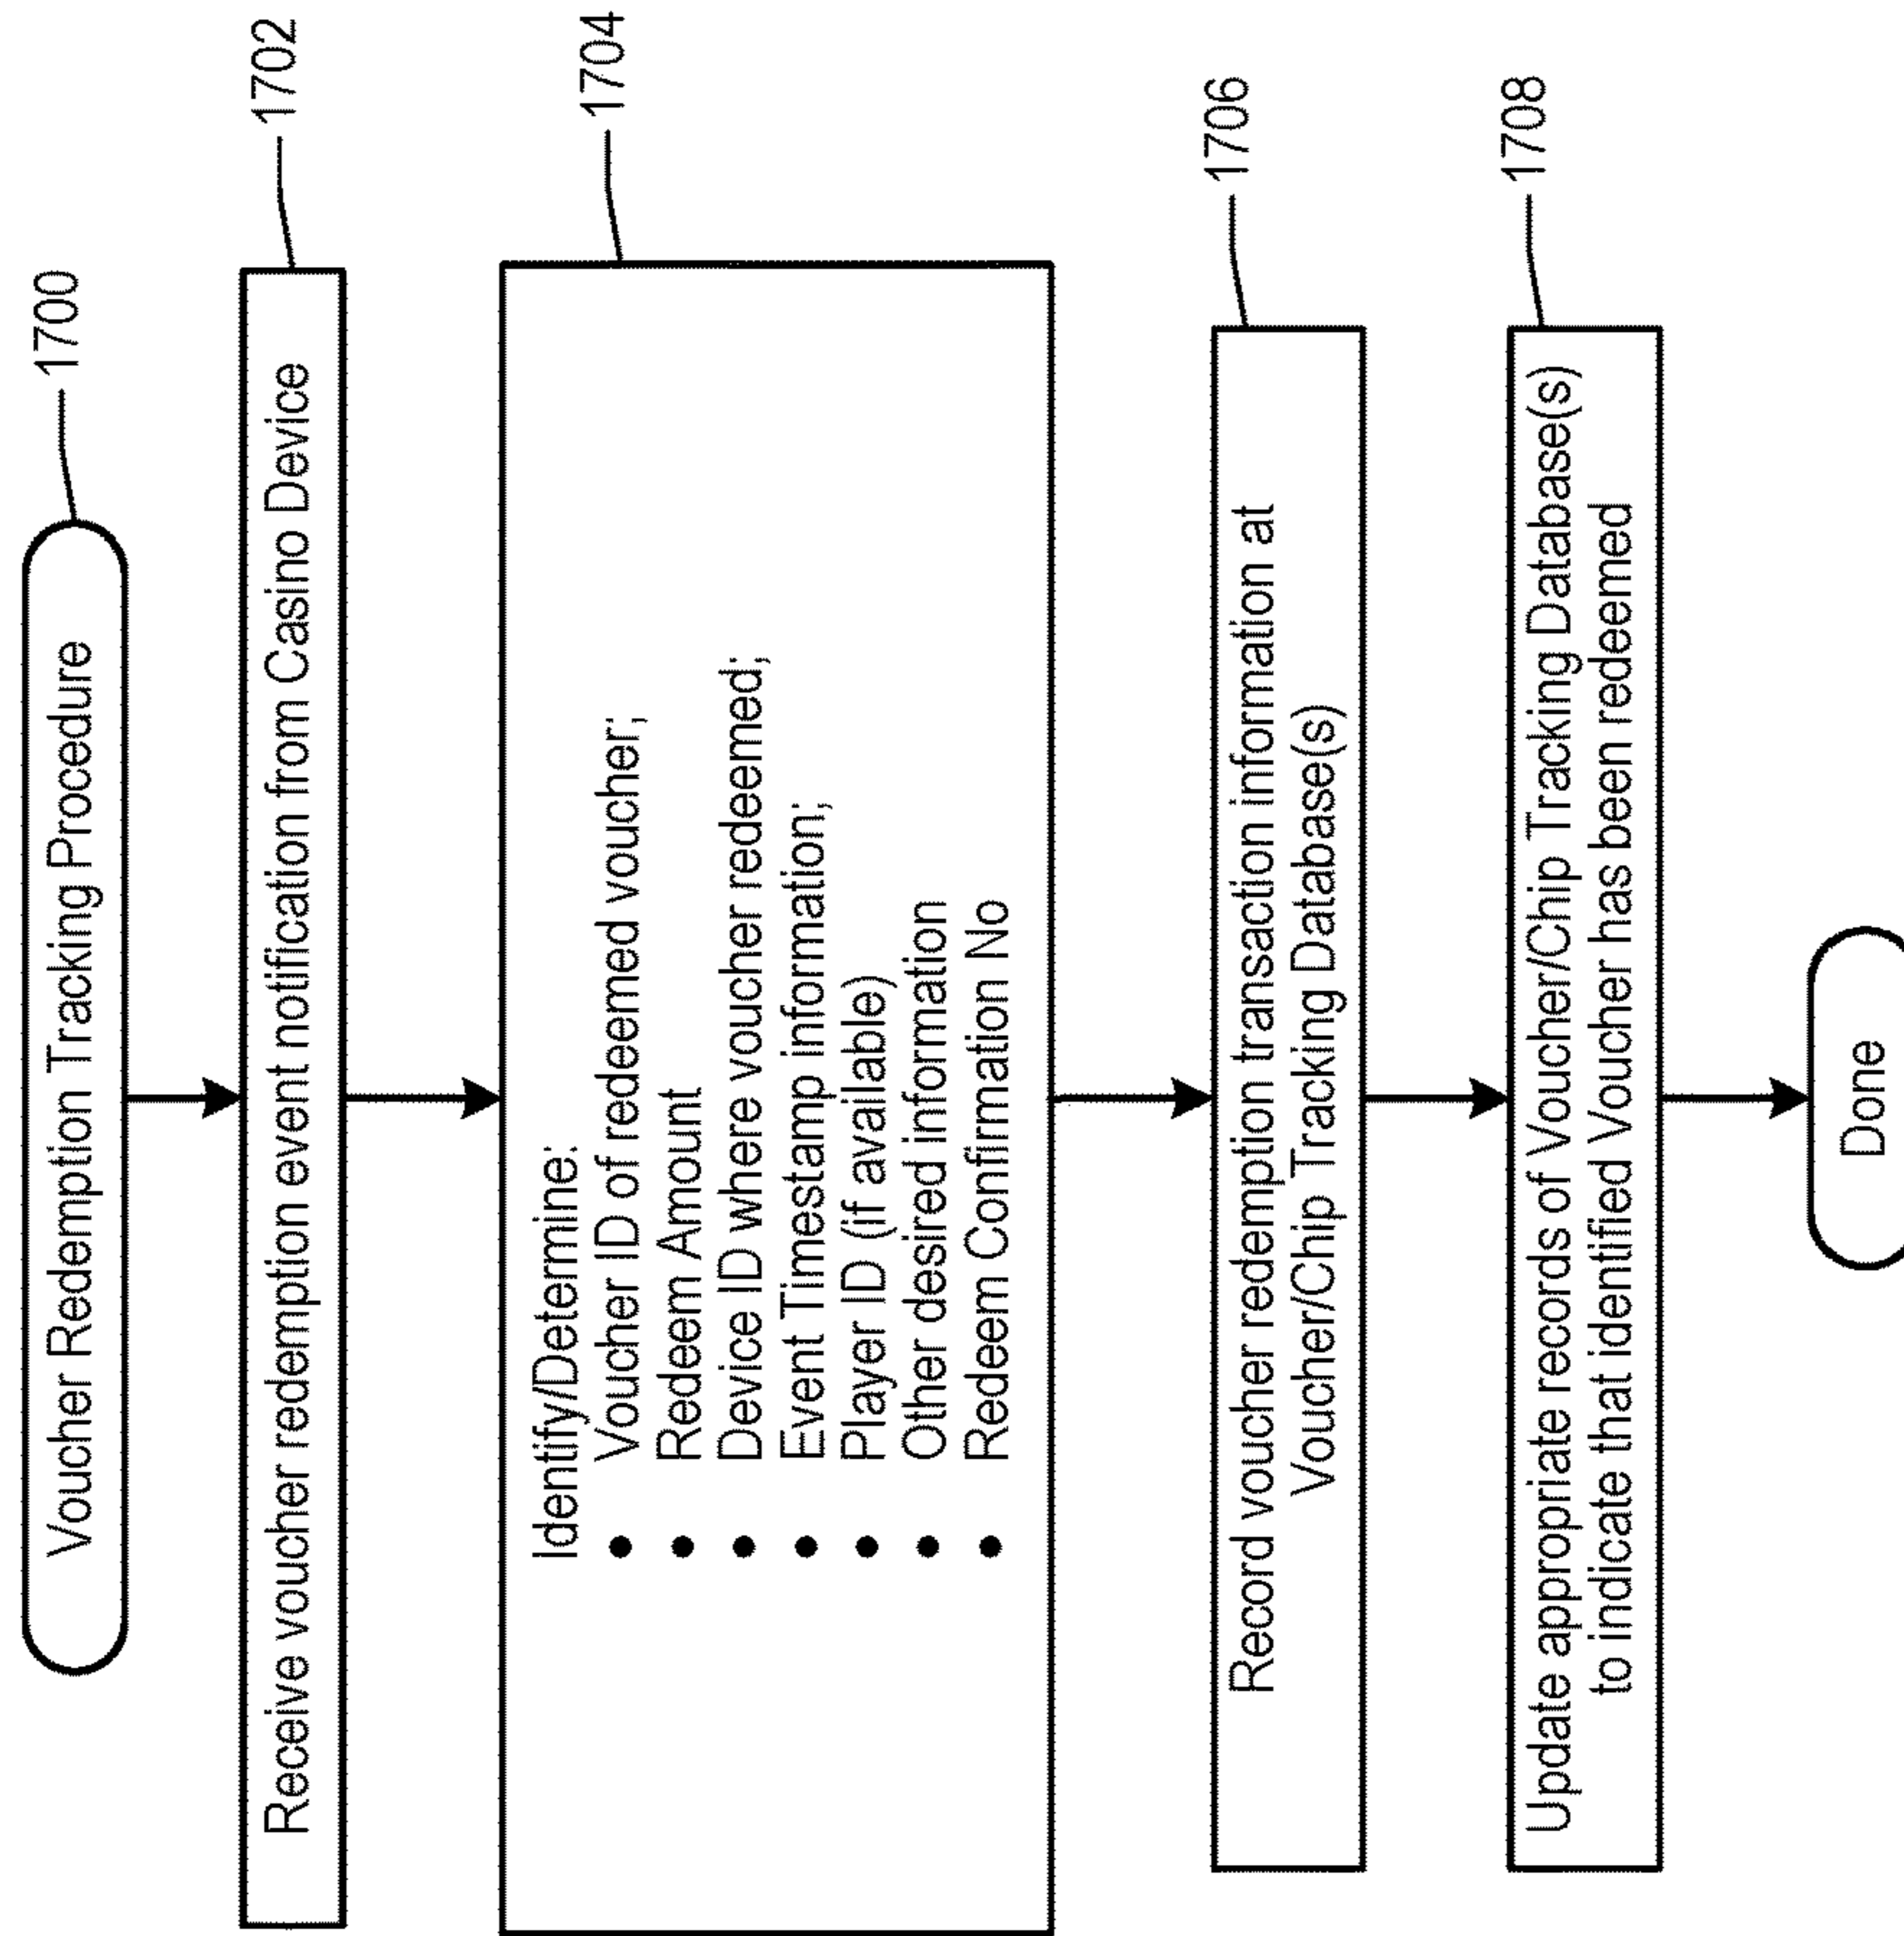 Voucher Redemption Tracking Procedure
1700
Receive voucher redemption event notification from Casino Device
1702
Identify/Determine:
• Voucher ID of redeemed voucher;
• Redeem Amount
• Device ID where voucher redeemed;
• Event Timestamp information;
• Player ID (if available)
• Other desired information
• Redeem Confirmation No
1704
Record voucher redemption transaction information at
Voucher/Chip Tracking Database(s)
1706
Update appropriate records of Voucher/Chip Tracking Database(s)
to indicate that identified Voucher has been redeemed
1708
Done